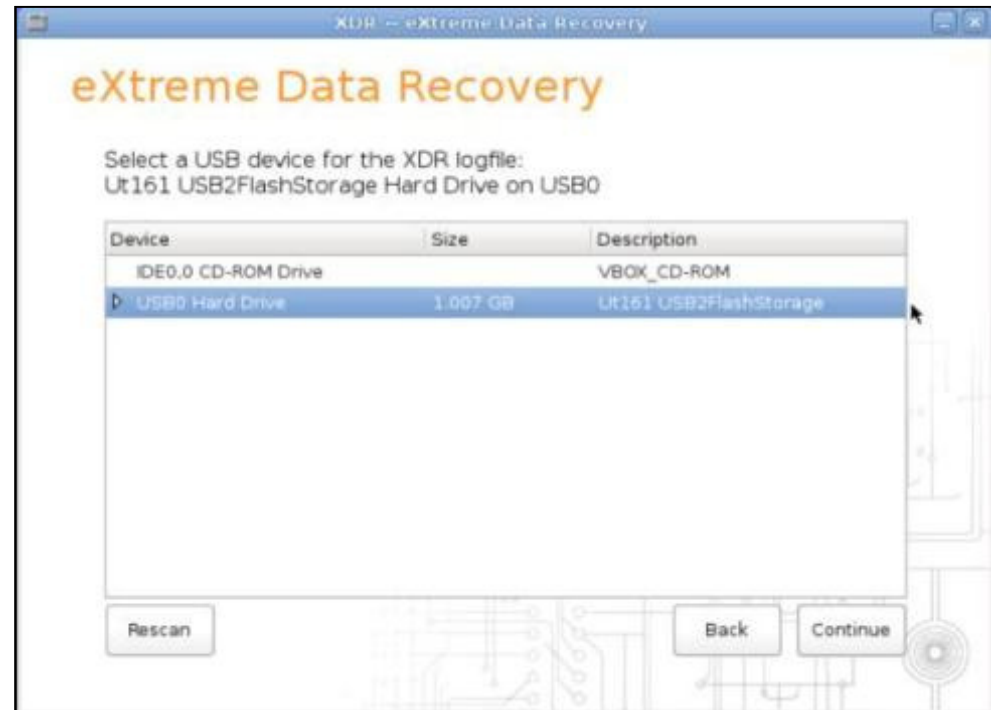 XDR - eXtreme Data Recovery
eXtreme Data Recovery
Select a USB device for the XDR logfile:
Ut161 USB2FlashStorage Hard Drive on USB0
Device Size Description
IDE0,0 CD-ROM Drive VBOX_CD-ROM
USB0 Hard Drive 1.007 GB Ut161 USB2FlashStorage
Rescan Back Continue